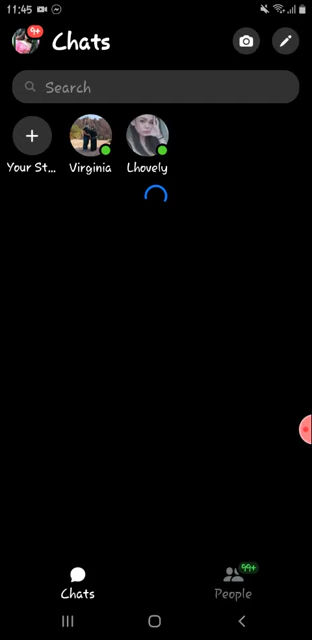 11:45
9+
Chats
Search
Your St... Virginia Lhovely
99+
Chats People